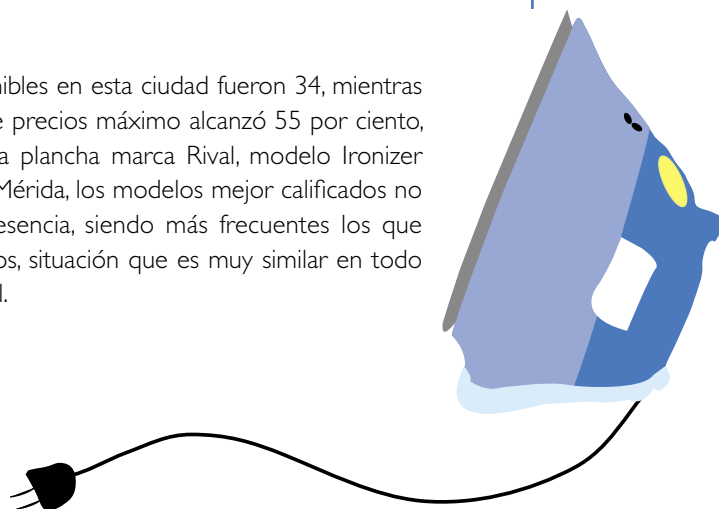 nibles en esta ciudad fueron 34, mientras
e precios máximo alcanzó 55 por ciento,
a plancha marca Rival, modelo Ironizer
Mérida, los modelos mejor calificados no
esencia, siendo más frecuentes los que
os, situación que es muy similar en todo
l.